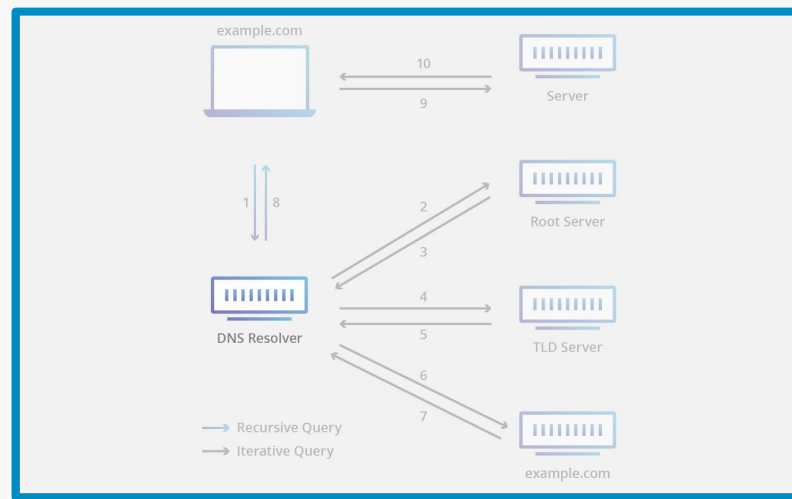 example.com
10
9
Server
1
8
2
3
Root Server
DNS Resolver
4
5
TLD Server
6
7
Recursive Query
Iterative Query
example.com